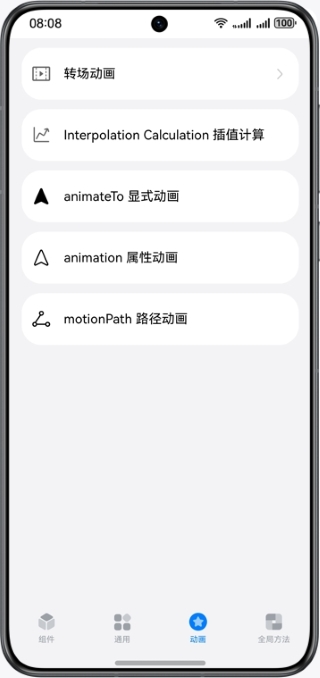 08:08
100
转场动画
Interpolation Calculation 插值计算
animateTo 显式动画
animation 属性动画
motionPath 路径动画
组件
通用
动画
全局方法